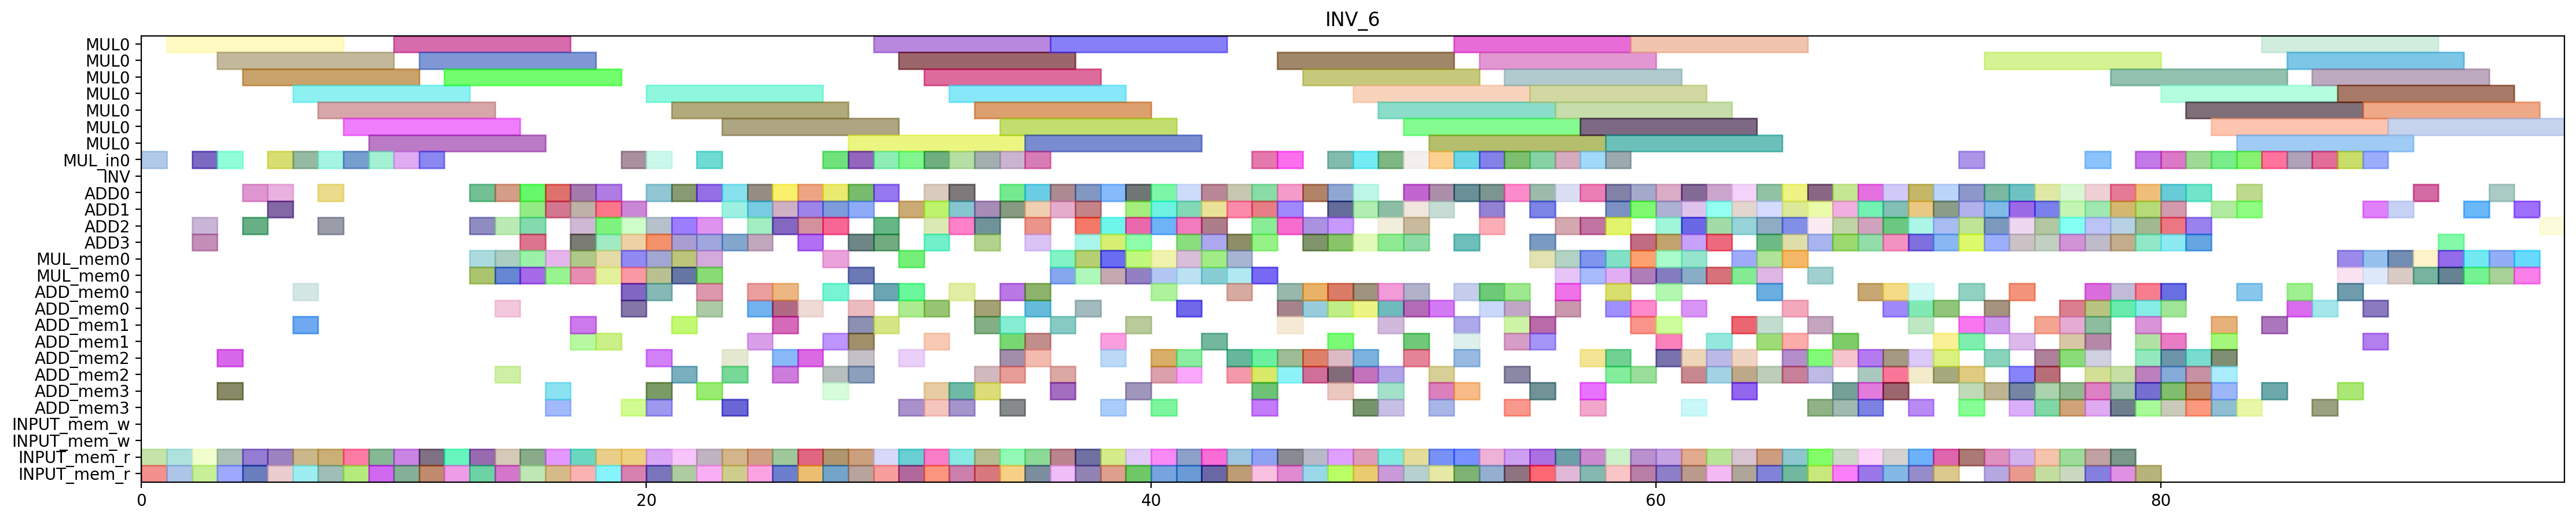 INV_6
MUL0
MUL0
MUL0
MUL0
MUL0
MUL0
MUL0
MUL_in0
INV
ADD0
ADD1
ADD2
ADD3
MUL_mem0
MUL_mem0
ADD_mem0
ADD_mem0
ADD_mem1
ADD_mem1
ADD_mem2
ADD_mem2
ADD_mem3
ADD_mem3
INPUT_mem_w
INPUT_mem_w
INPUT_mem_r
INPUT_mem_r
0 20 40 60 80